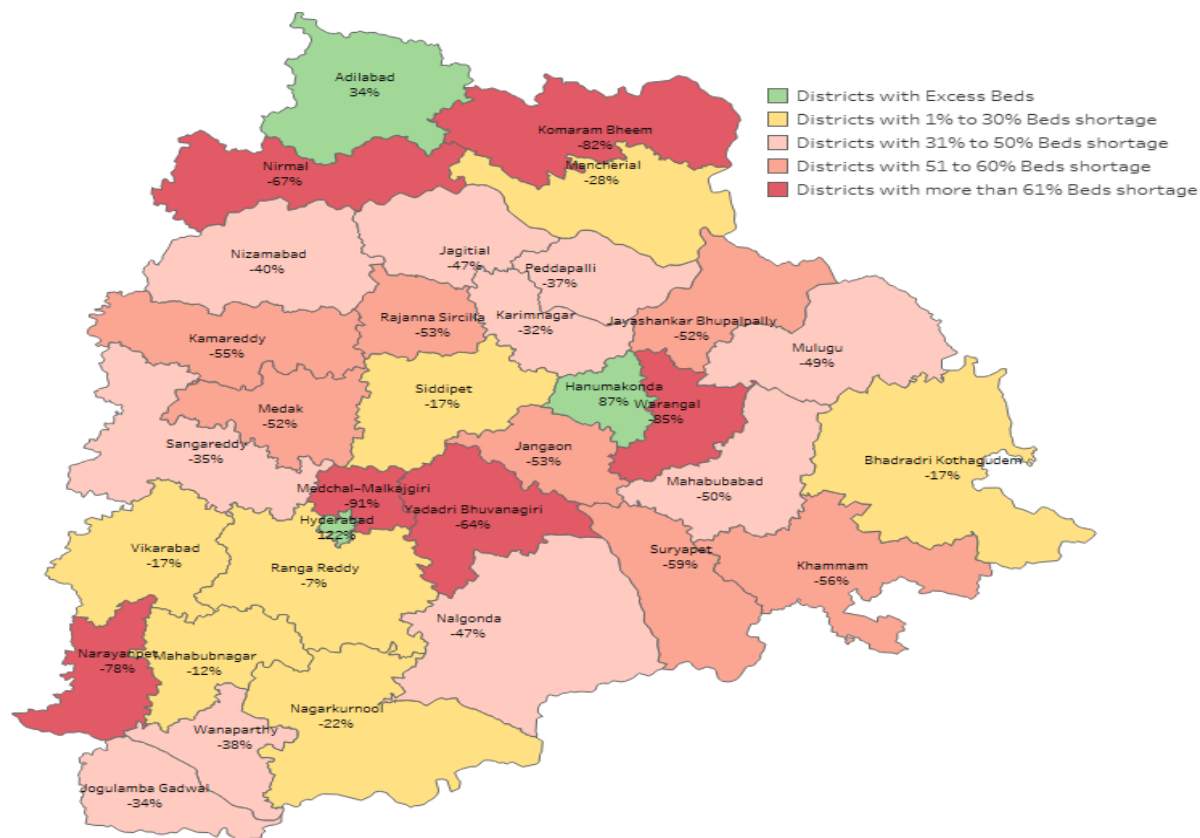 Adilabad
34%
Komaram Bheem
-82%
Nirmal
-67%
Mancherial
-28%
Districts with Excess Beds
Districts with 1% to 30% Beds shortage
Districts with 31% to 50% Beds shortage
Districts with 51 to 60% Beds shortage
Districts with more than 61% Beds shortage
Nizamabad
-40%
Jagitial
-47%
Peddapalli
-37%
Kamareddy
-55%
Rajanna Sircilla
-53%
Karimnagar
-32%
Jayashankar Bhupalpally
-52%
Mulugu
-49%
Medak
-52%
Siddipet
-17%
Hanumakonda
87%
Warangal
-85%
Sangareddy
-35%
Jangaon
-53%
Mahabubabad
-50%
Bhadradri Kothagudem
-17%
Medchal-Malkajgiri
-91%
Yadadri Bhuvanagiri
-64%
Hyderabad
122%
Vikarabad
-17%
Ranga Reddy
-7%
Suryapet
-59%
Khammam
-56%
Nalgonda
-47%
Narayanpet
-78%
Mahabubnagar
-12%
Nagarkurnool
-22%
Wanaparthy
-38%
Jogulamba Gadwal
-34%